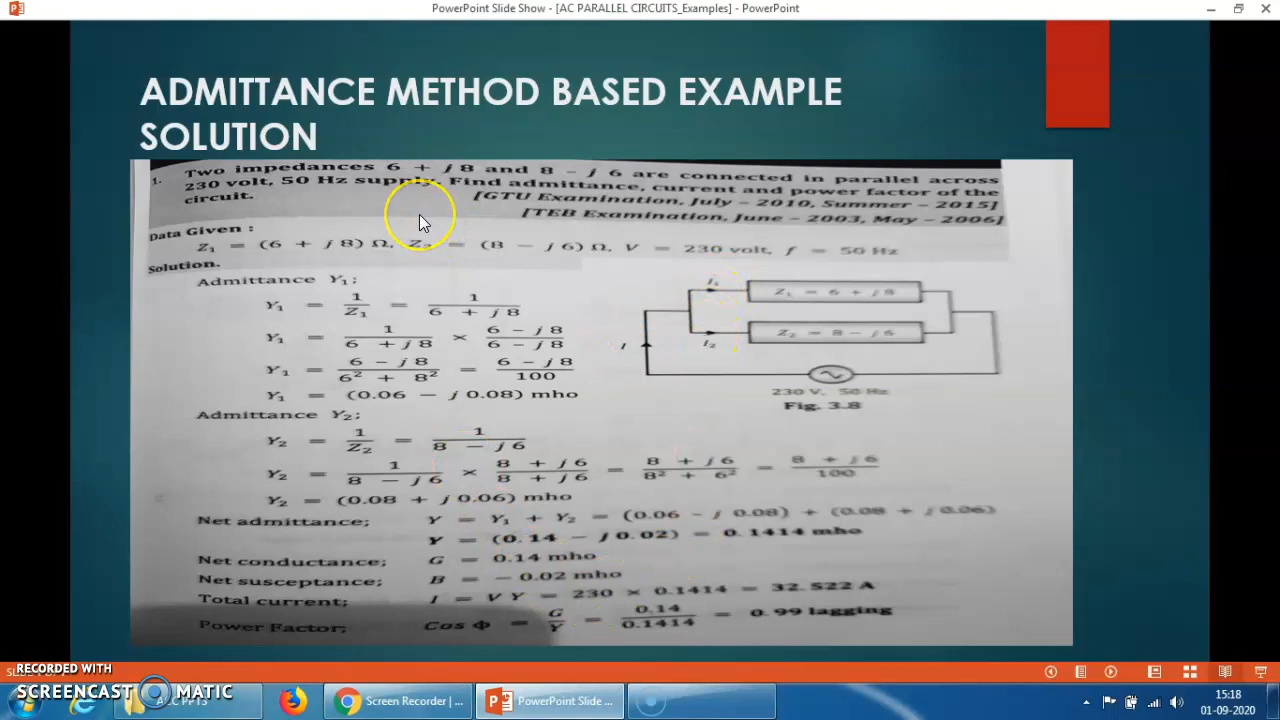 PowerPoint Slide Show - [AC PARALLEL CIRCUITS_Examples] - PowerPoint
ADMITTANCE METHOD BASED EXAMPLE
SOLUTION
1. Two impedances 6 + j 8 and 8 – j 6 are connected in parallel across
230 volt, 50 Hz supply. Find admittance, current and power factor of the
circuit.
[GTU Examination, July – 2010, Summer – 2015]
[TEB Examination, June – 2003, May – 2006]
Data Given :
Z₁ = (6 + j 8) Ω, Z₂ = (8 – j 6) Ω, V = 230 volt, f = 50 Hz
Solution.
Admittance Y₁;
Y₁ = 1/Z₁ = 1/(6 + j 8)
Y₁ = 1/(6 + j 8) × (6 – j 8)/(6 – j 8)
Y₁ = (6 – j 8)/(6² + 8²) = (6 – j 8)/100
Y₁ = (0.06 – j 0.08) mho
I₁
Z₁ = 6 + j 8
I₂
Z₂ = 8 – j 6
I
230 V, 50 Hz
Fig. 3.8
Admittance Y₂;
Y₂ = 1/Z₂ = 1/(8 – j 6)
Y₂ = 1/(8 – j 6) × (8 + j 6)/(8 + j 6) = (8 + j 6)/(8² + 6²) = (8 + j 6)/100
Y₂ = (0.08 + j 0.06) mho
Net admittance; Y = Y₁ + Y₂ = (0.06 – j 0.08) + (0.08 + j 0.06)
Y = (0.14 – j 0.02) = 0.1414 mho
Net conductance; G = 0.14 mho
Net susceptance; B = – 0.02 mho
Total current; I = V Y = 230 × 0.1414 = 32.522 A
Power Factor; Cos Φ = G/Y = 0.14/0.1414 = 0.99 lagging
RECORDED WITH
SCREENCAST MATIC
AEC PPTS
Screen Recorder | ...
PowerPoint Slide ...
15:18
01-09-2020